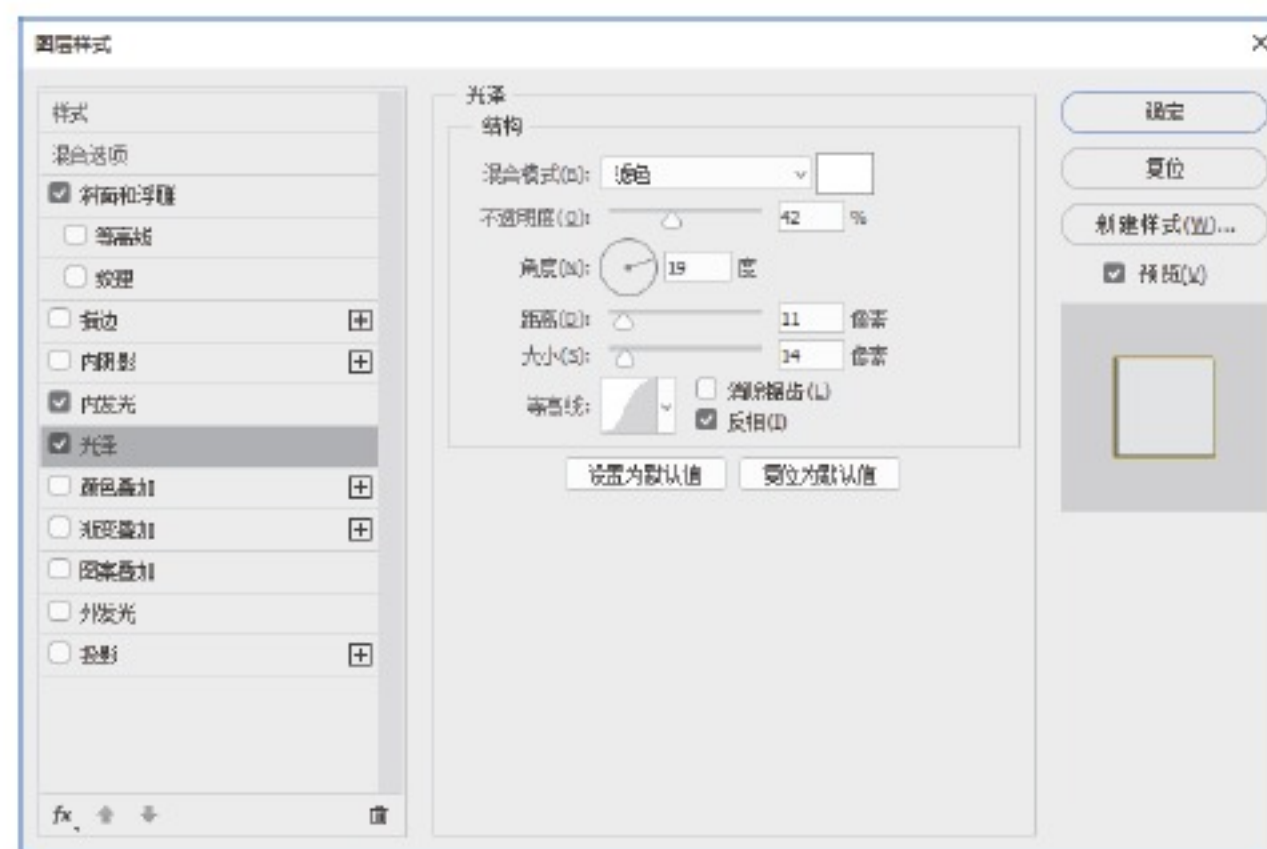 图层样式
样式
混合选项
斜面和浮雕
等高线
纹理
描边
内阴影
内发光
光泽
颜色叠加
渐变叠加
图案叠加
外发光
投影
fx
光泽
结构
混合模式(B): 滤色
不透明度(O): 42 %
角度(N): 19 度
距离(D): 11 像素
大小(S): 14 像素
等高线: 消除锯齿(L)
反相(I)
设置为默认值 复位为默认值
确定
复位
新建样式(W)...
预览(V)